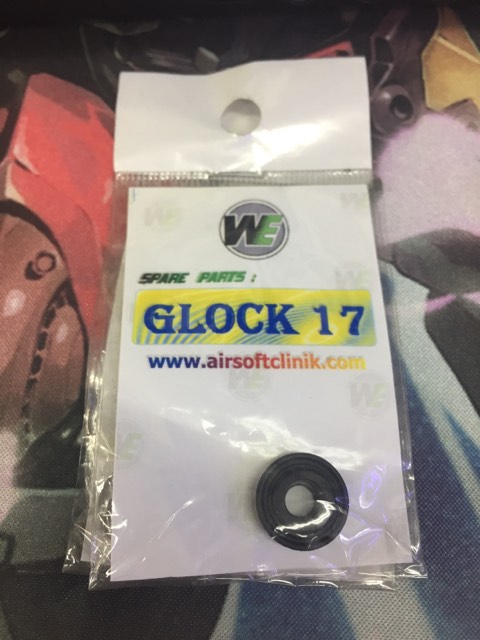 WE
SPARE PARTS :
GLOCK 17
www.airsoftclinik.com